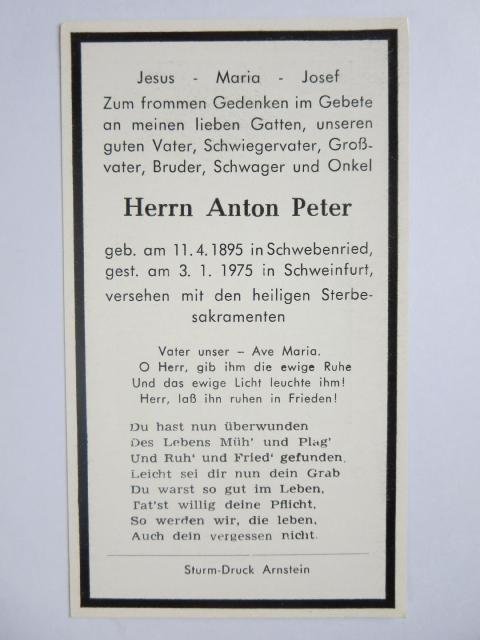 Jesus - Maria - Josef
Zum frommen Gedenken im Gebete
an meinen lieben Gatten, unseren
guten Vater, Schwiegervater, Groß-
vater, Bruder, Schwager und Onkel
Herrn Anton Peter
geb. am 11. 4. 1895 in Schwebenried,
gest. am 3. 1. 1975 in Schweinfurt,
versehen mit den heiligen Sterbe-
sakramenten
Vater unser – Ave Maria.
O Herr, gib ihm die ewige Ruhe
Und das ewige Licht leuchte ihm!
Herr, laß ihn ruhen in Frieden!
Du hast nun überwunden
Des Lebens Müh' und Plag'
Und Ruh' und Fried' gefunden,
Leicht sei dir nun dein Grab
Du warst so gut im Leben,
Tat'st willig deine Pflicht,
So werden wir, die leben,
Auch dein vergessen nicht.
Sturm-Druck Arnstein